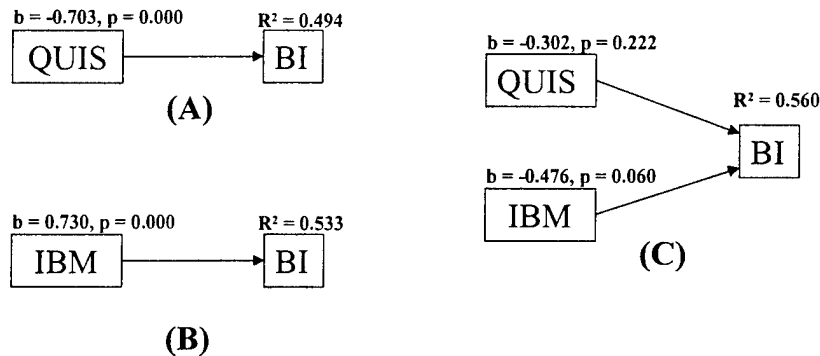 b = -0.703, p = 0.000
R² = 0.494
QUIS
BI
(A)
b = 0.730, p = 0.000
R² = 0.533
IBM
BI
(B)
b = -0.302, p = 0.222
QUIS
R² = 0.560
BI
b = -0.476, p = 0.060
IBM
(C)